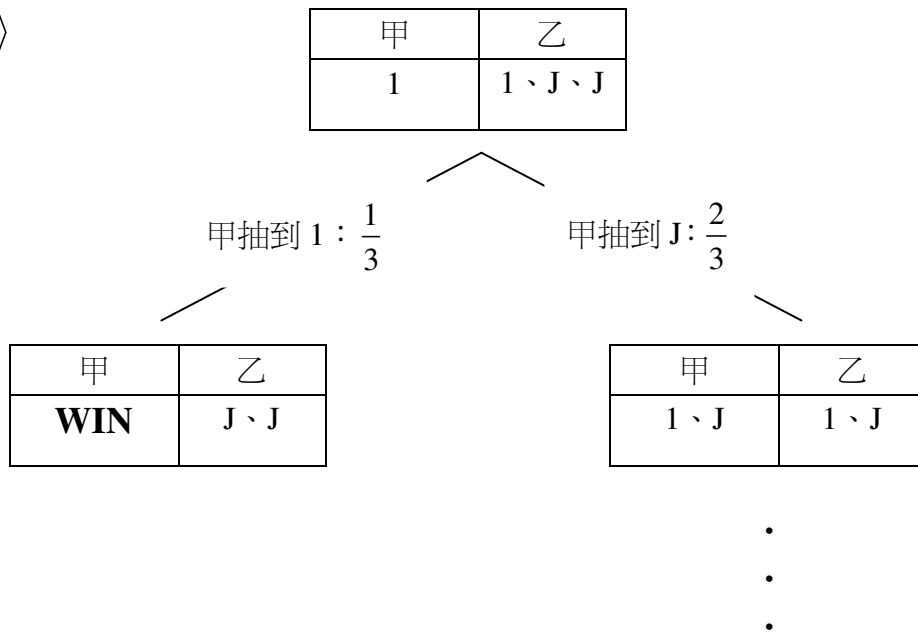 〉
甲 乙
1 1、J、J
甲抽到 1：1/3 甲抽到 J：2/3
甲 乙 甲 乙
WIN J、J 1、J 1、J
．
．
．